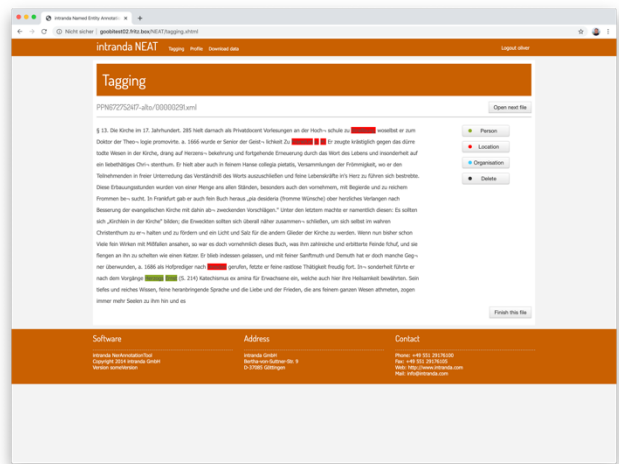 Intranda Named Entity Annotati
Nicht sicher | goobitest02.fritz.box/NEAT/tagging.xhtml
intranda NEAT Tagging Profile Download data Logout oliver
Tagging
PPN672752417-alto/00000291.xml Open next file
§ 13. Die Kirche im 17. Jahrhundert. 285 hielt darnach als Privatdocent Vorlesungen an der Hoch¬ schule zu woselbst er zum
Doktor der Theo¬ logie promovirte. a. 1666 wurde er Senior der Geist¬ lichkeit Zu Er zeugte kräftiglich gegen das dürre
todte Wesen in der Kirche, drang auf Herzens¬ bekehrung und fortgehende Erneuerung durch das Wort des Lebens und insonderheit auf
ein liebethätiges Chri¬ stenthum. Er hielt aber auch in feinem Hanse collegia pietatis, Versammlungen der Frömmigkeit, wo er den
Teilnehmenden in freier Unterredung das Verständniß des Worts auszuschließen und feine Lebenskräfte in's Herz zu führen sich bestrebte.
Diese Erbauungsstunden wurden von einer Menge ans allen Ständen, besonders auch den vornehmem, mit Begierde und zu reichem
Frommen be¬ sucht. In Frankfurt gab er auch fein Buch heraus „pia desideria (fromme Wünsche) ober herzliches Verlangen nach
Besserung der evangelischen Kirche mit dahin ab¬ zweckenden Vorschlägen." Unter den letztern machte er namentlich diesen: Es sollten
sich „Kirchlein in der Kirche" bilden; die Erweckten sollten sich überall näher zusammen¬ schließen, um sich selbst im wahren
Christenthum zu er¬ halten und zu fördern und ein Licht und Salz für die andern Glieder der Kirche zu werden. Wenn nun bisher schon
Viele fein Wirken mit Mißfallen ansahen, so war es doch vornehmlich dieses Buch, was ihm zahlreiche und erbitterte Feinde schuf, und sie
fiengen an ihn zu schelten wie einen Ketzer. Er blieb indessen gelassen, und mit feiner Sanftmuth und Demuth hat er doch manche Geg¬
ner überwunden, a. 1686 als Hofprediger nach gerufen, fetzte er feine rastlose Thätigkeit freudig fort. In¬ sonderheit führte er
nach dem Vorgänge (S. 214) Katechismus ex amina für Erwachsene ein, welche auch hier ihre Heilsamkeit bewährten. Sein
tiefes und reiches Wissen, feine heranbringende Sprache und die Liebe und der Frieden, die ans feinem ganzen Wesen athmeten, zogen
immer mehr Seelen zu ihm hin und es
Person
Location
Organisation
Delete
Finish this file
Software
Intranda NerAnnotationTool
Copyright 2014 intranda GmbH
Version someVersion
Address
intranda GmbH
Bertha-von-Suttner-Str. 9
D-37085 Göttingen
Contact
Phone: +49 551 29176100
Fax: +49 551 29176105
Web: http://www.intranda.com
Mail: info@intranda.com